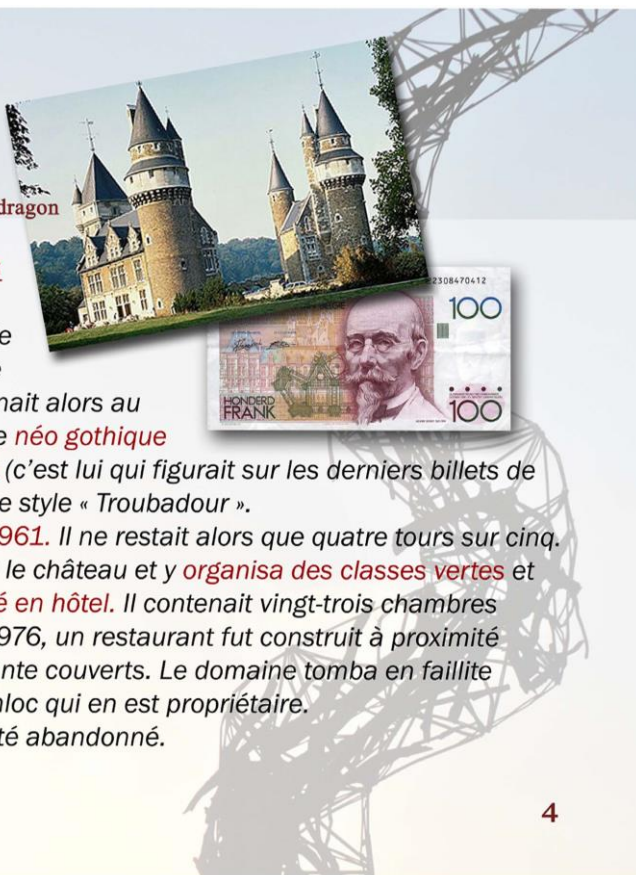 dragon
2308470412
100
e
e
nait alors au
HONDERD
FRANK
100
e néo gothique
(c'est lui qui figurait sur les derniers billets de
e style « Troubadour ».
961. Il ne restait alors que quatre tours sur cinq.
le château et y organisa des classes vertes et
é en hôtel. Il contenait vingt-trois chambres
976, un restaurant fut construit à proximité
nte couverts. Le domaine tomba en faillite
nloc qui en est propriétaire.
té abandonné.
4